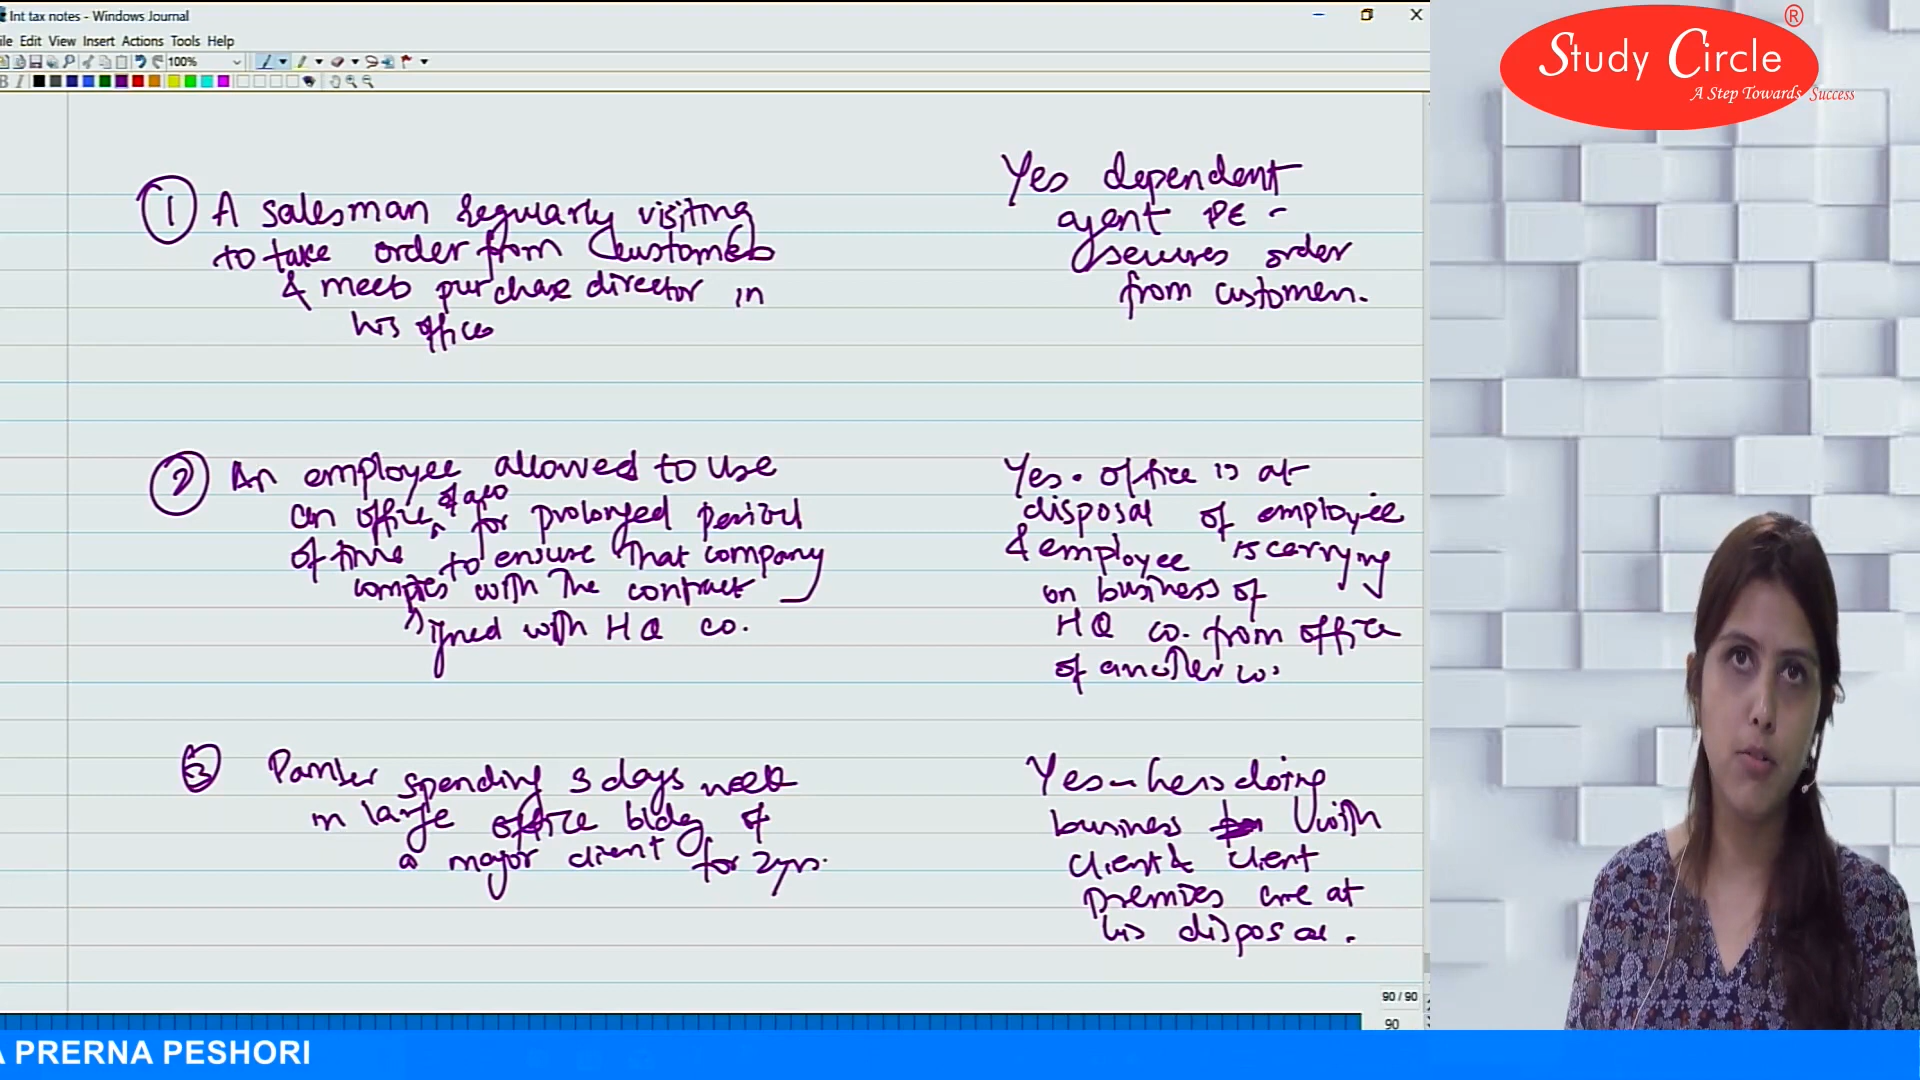 Int tax notes - Windows Journal
ile Edit View Insert Actions Tools Help
100%
B I
Study Circle ®
A Step Towards Success
① A salesman regularly visiting
to take order from customers
& meets purchase director in
his office
Yes dependent
agent PE -
secures order
from customer.
② An employee allowed to use
an office of a co for prolonged period
of time to ensure that company
complies with the contract
signed with HQ co.
Yes. office is at
disposal of employee
& employee is carrying
on business of
HQ co. from office
of another co.
③ Painter spending 3 days week
in large office bldg of
a major client for 2yrs.
Yes - he is doing
business with
client & client
premises are at
his disposal.
90 / 90
90
A PRERNA PESHORI